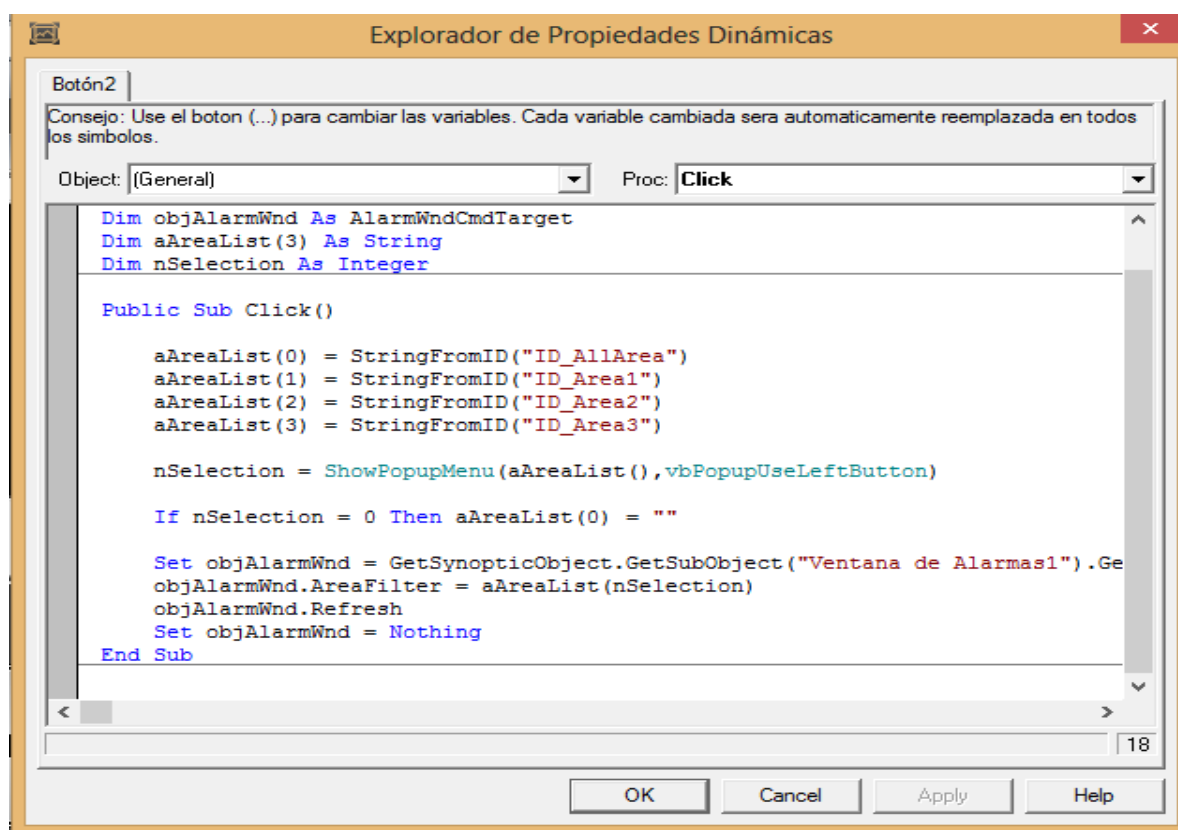 Explorador de Propiedades Dinámicas
Botón2
Consejo: Use el boton (...) para cambiar las variables. Cada variable cambiada sera automaticamente reemplazada en todos
los simbolos.
Object: (General) Proc: Click
Dim objAlarmWnd As AlarmWndCmdTarget
Dim aAreaList(3) As String
Dim nSelection As Integer
Public Sub Click()
aAreaList(0) = StringFromID("ID_AllArea")
aAreaList(1) = StringFromID("ID_Area1")
aAreaList(2) = StringFromID("ID_Area2")
aAreaList(3) = StringFromID("ID_Area3")
nSelection = ShowPopupMenu(aAreaList(),vbPopupUseLeftButton)
If nSelection = 0 Then aAreaList(0) = ""
Set objAlarmWnd = GetSynopticObject.GetSubObject("Ventana de Alarmas1").Ge
objAlarmWnd.AreaFilter = aAreaList(nSelection)
objAlarmWnd.Refresh
Set objAlarmWnd = Nothing
End Sub
18
OK Cancel Apply Help